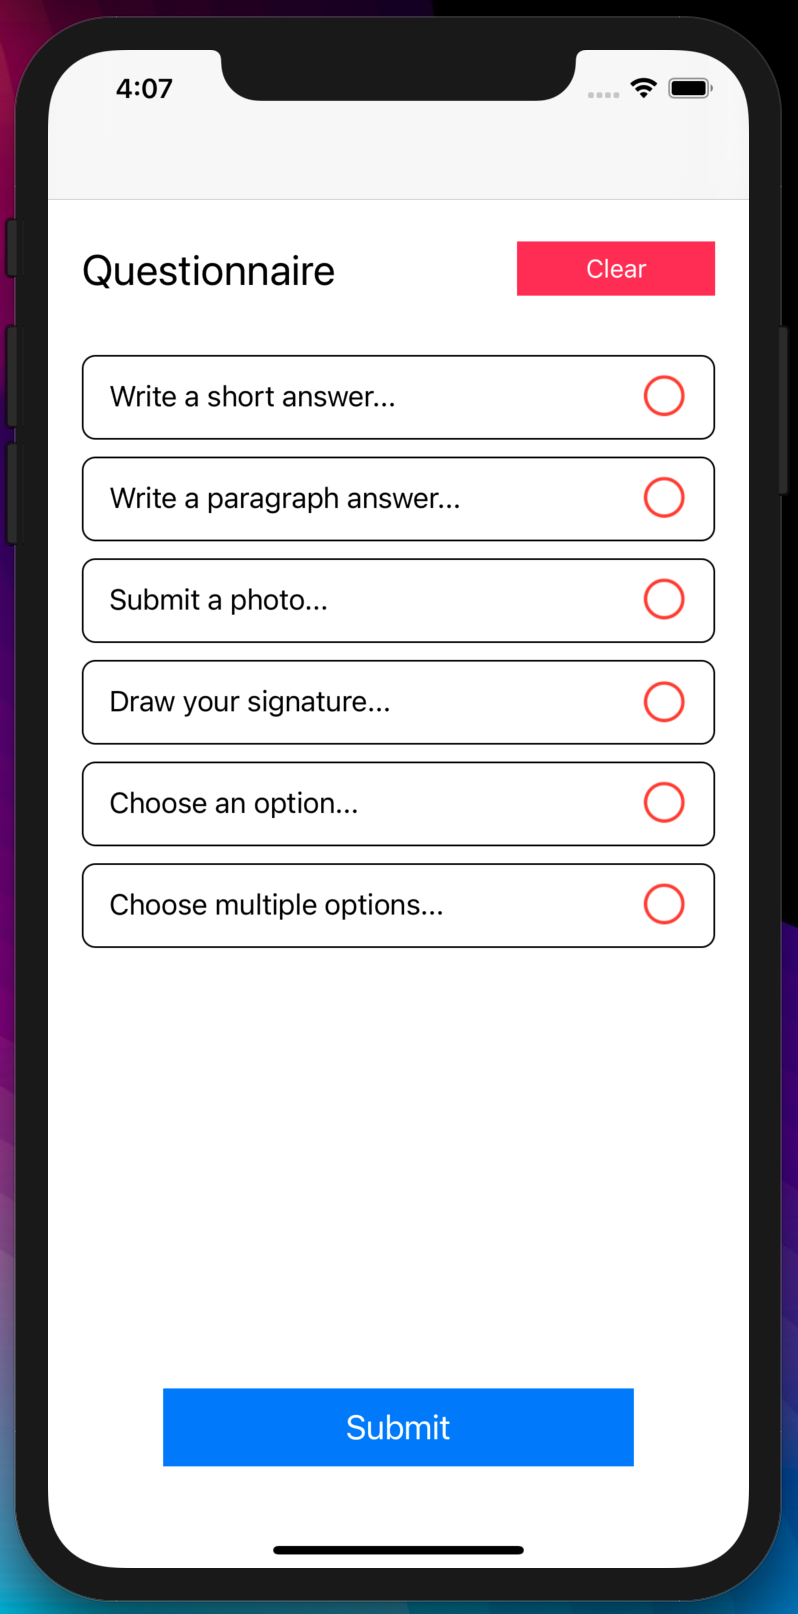 4:07
Questionnaire
Clear
Write a short answer...
Write a paragraph answer...
Submit a photo...
Draw your signature...
Choose an option...
Choose multiple options...
Submit